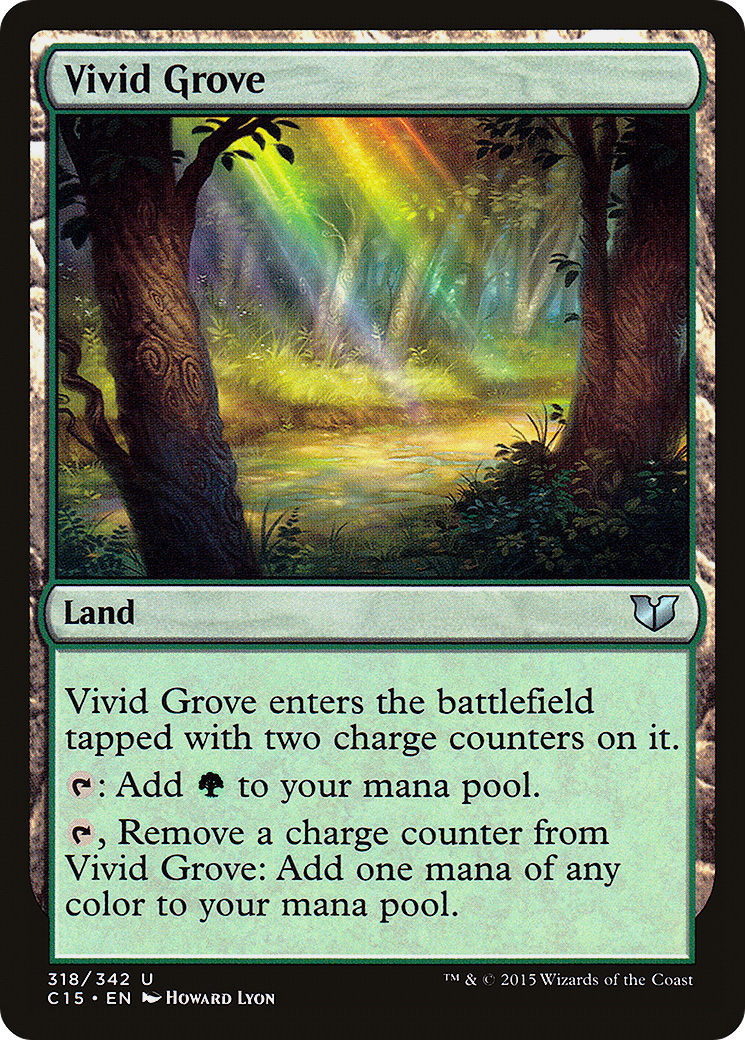 Vivid Grove
Land
Vivid Grove enters the battlefield
tapped with two charge counters on it.
: Add to your mana pool.
, Remove a charge counter from
Vivid Grove: Add one mana of any
color to your mana pool.
318/342 U
™ & © 2015 Wizards of the Coast
C15 • EN Howard Lyon